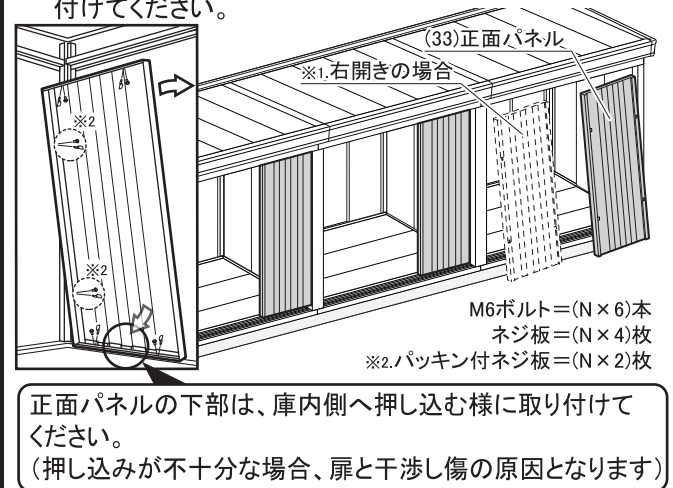 付けてください。
(33)正面パネル
※1.右開きの場合
※2
※2
M6ボルト=(N×6)本
ネジ板=(N×4)枚
※2.パッキン付ネジ板=(N×2)枚
正面パネルの下部は、庫内側へ押し込む様に取り付けて
ください。
(押し込みが不十分な場合、扉と干渉し傷の原因となります)